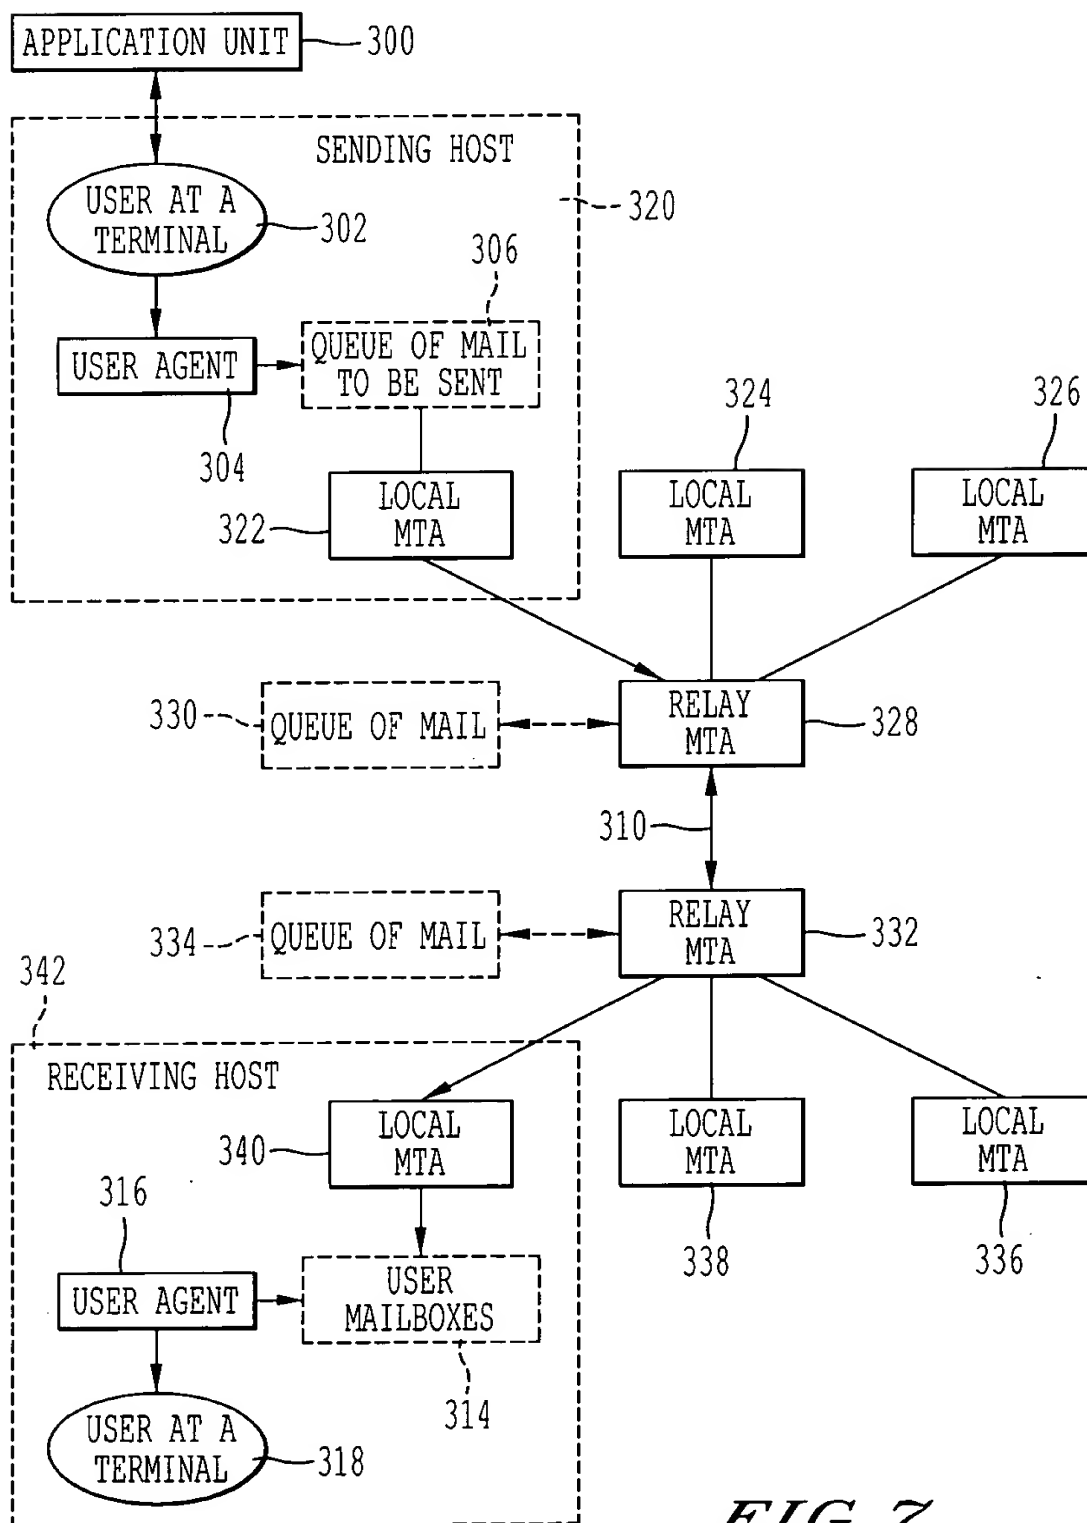 APPLICATION UNIT
300
SENDING HOST
320
USER AT A
TERMINAL
302
306
QUEUE OF MAIL
TO BE SENT
USER AGENT
304
324
326
322
LOCAL
MTA
LOCAL
MTA
LOCAL
MTA
330
QUEUE OF MAIL
RELAY
MTA
328
310
334
QUEUE OF MAIL
RELAY
MTA
332
342
RECEIVING HOST
340
LOCAL
MTA
LOCAL
MTA
LOCAL
MTA
338
336
316
USER AGENT
USER
MAILBOXES
314
USER AT A
TERMINAL
318
FIG. 7